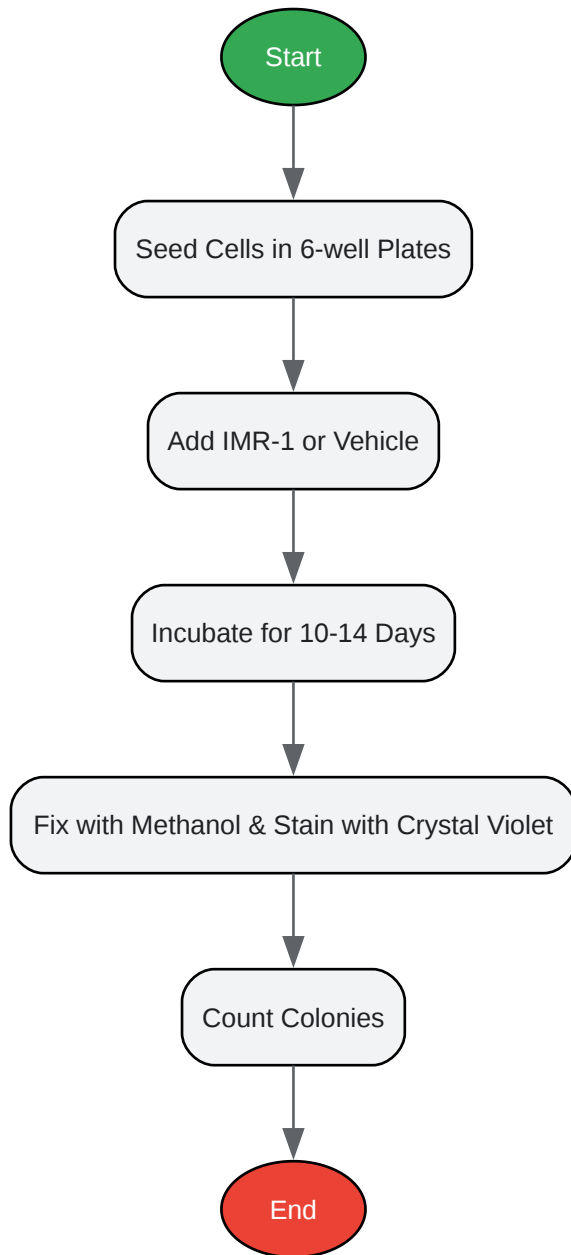 Start
Seed Cells in 6-well Plates
Add IMR-1 or Vehicle
Incubate for 10-14 Days
Fix with Methanol & Stain with Crystal Violet
Count Colonies
End